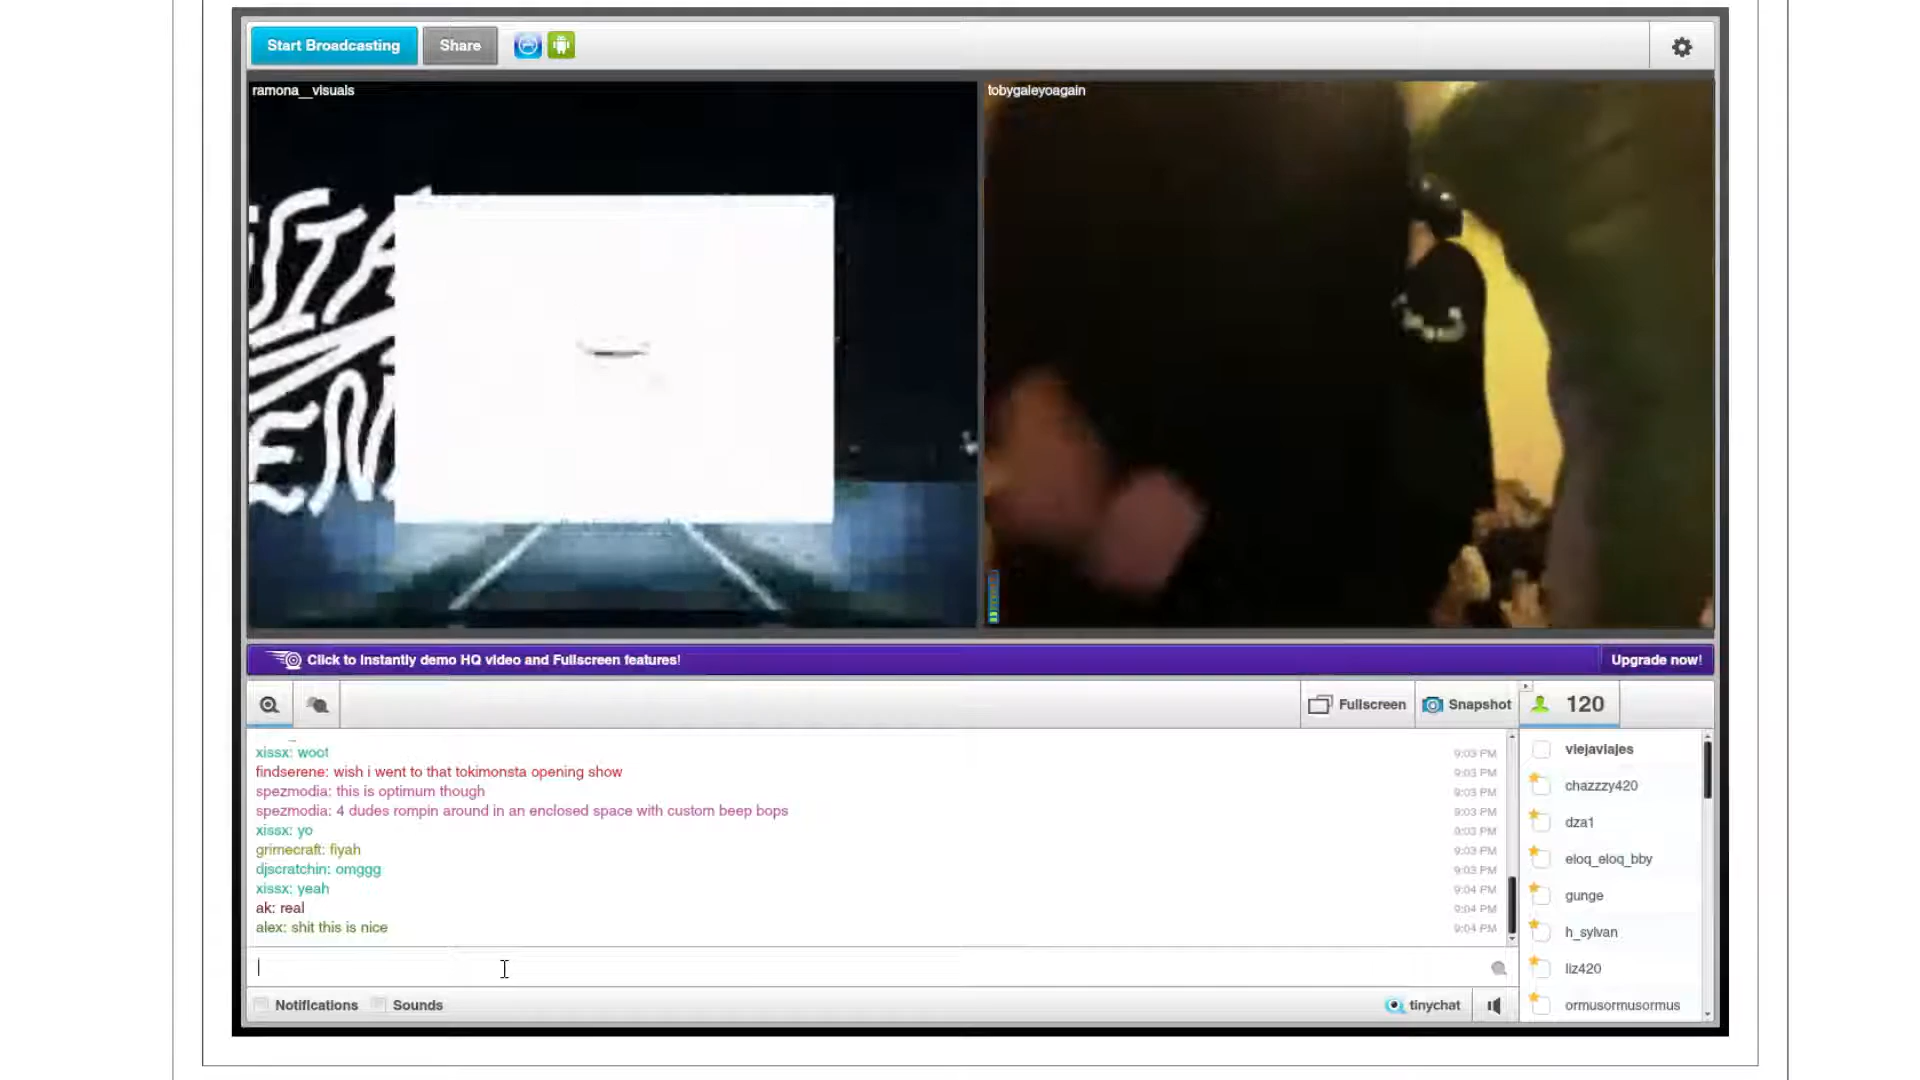 Start Broadcasting
Share
ramona__visuals
tobygaleyoagain
Click to instantly demo HQ video and Fullscreen features!
Upgrade now!
Fullscreen
Snapshot
120
xissx: woot
9:03 PM
findserene: wish i went to that tokimonsta opening show
9:03 PM
spezmodia: this is optimum though
9:03 PM
spezmodia: 4 dudes rompin around in an enclosed space with custom beep bops
9:03 PM
xissx: yo
9:03 PM
grimecraft: fiyah
9:03 PM
djscratchin: omggg
9:03 PM
xissx: yeah
9:04 PM
ak: real
9:04 PM
alex: shit this is nice
9:04 PM
viejaviajes
chazzzy420
dza1
eloq_eloq_bby
gunge
h_sylvan
liz420
ormusormusormus
Notifications
Sounds
tinychat